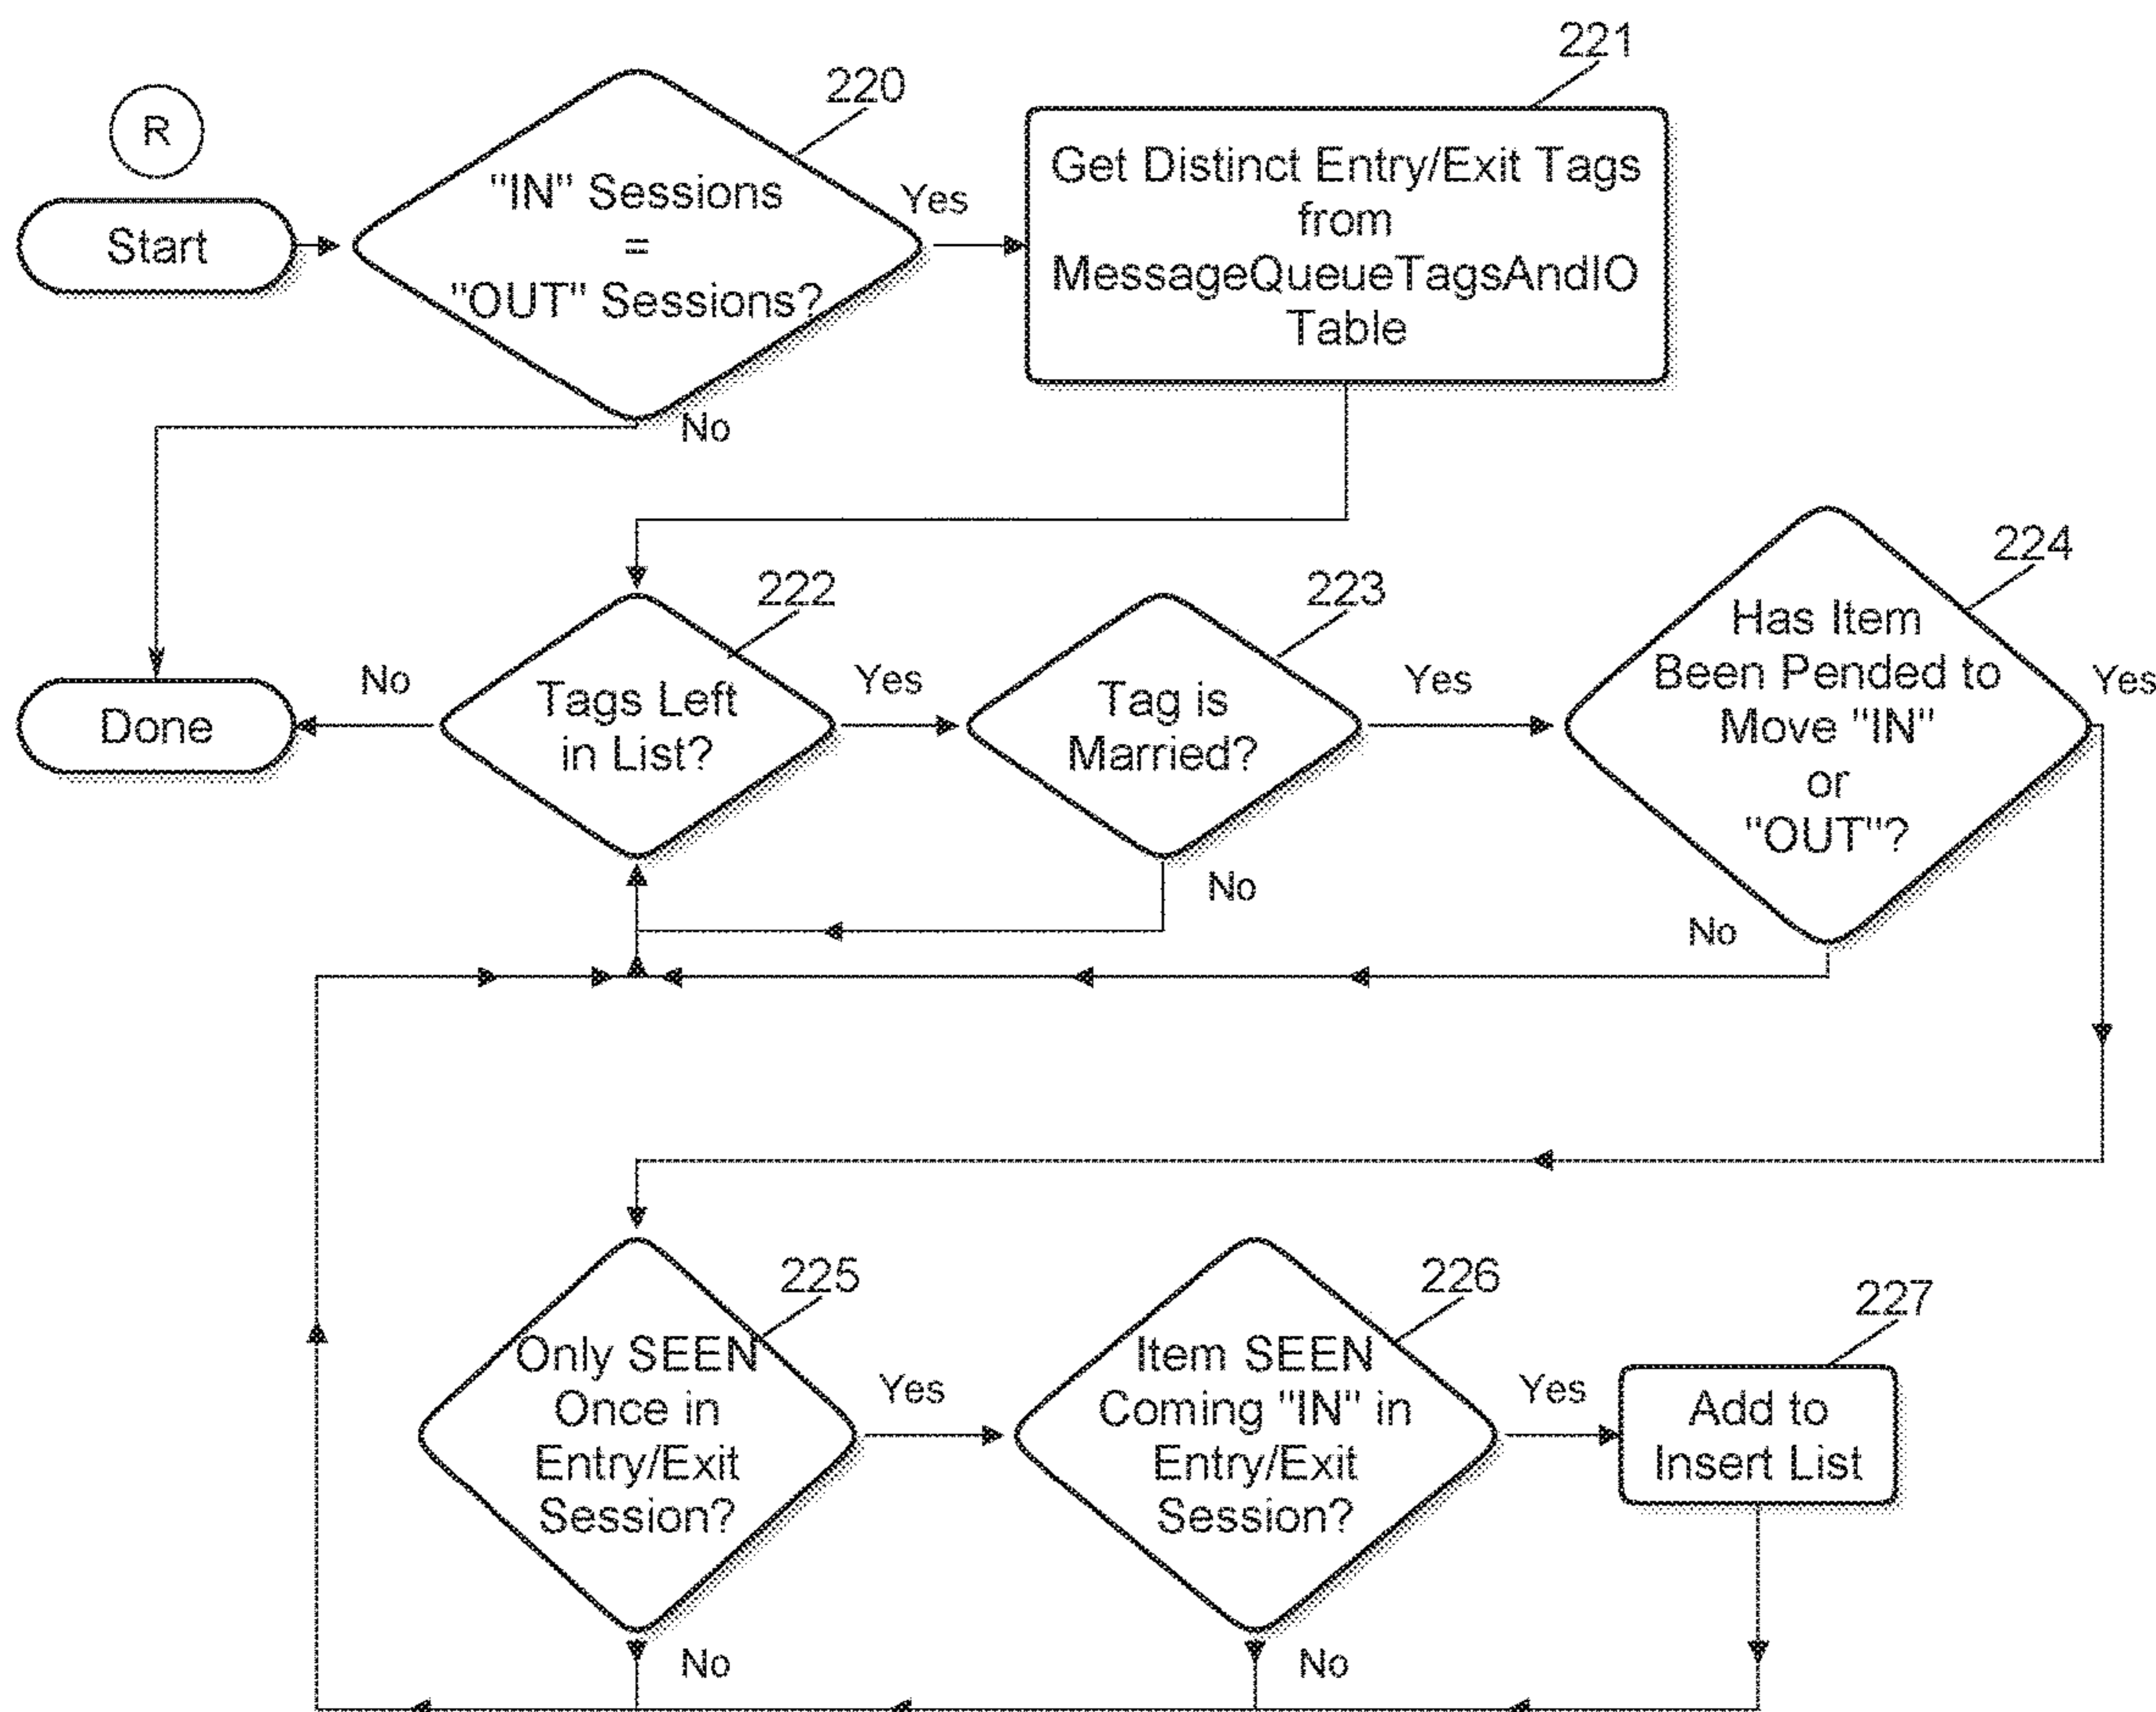 R
Start
220
"IN" Sessions
=
"OUT" Sessions?
Yes
No
221
Get Distinct Entry/Exit Tags
from
MessageQueueTagsAndIO
Table
Done
No
222
Tags Left
in List?
Yes
223
Tag is
Married?
Yes
No
224
Has Item
Been Pended to
Move "IN"
or
"OUT"?
Yes
No
225
Only SEEN
Once in
Entry/Exit
Session?
Yes
No
226
Item SEEN
Coming "IN" in
Entry/Exit
Session?
Yes
No
227
Add to
Insert List